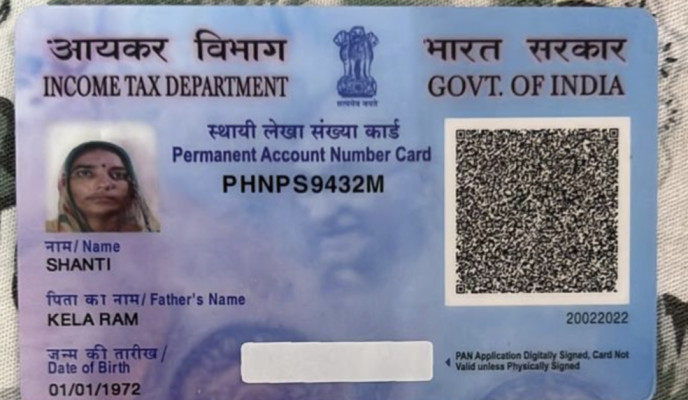 आयकर विभाग
INCOME TAX DEPARTMENT
भारत सरकार
GOVT. OF INDIA
सत्यमेव जयते
स्थायी लेखा संख्या कार्ड
Permanent Account Number Card
PHNPS9432M
नाम/ Name
SHANTI
पिता का नाम/ Father's Name
KELA RAM
जन्म की तारीख/
Date of Birth
01/01/1972
20022022
PAN Application Digitally Signed, Card Not
Valid unless Physically Signed